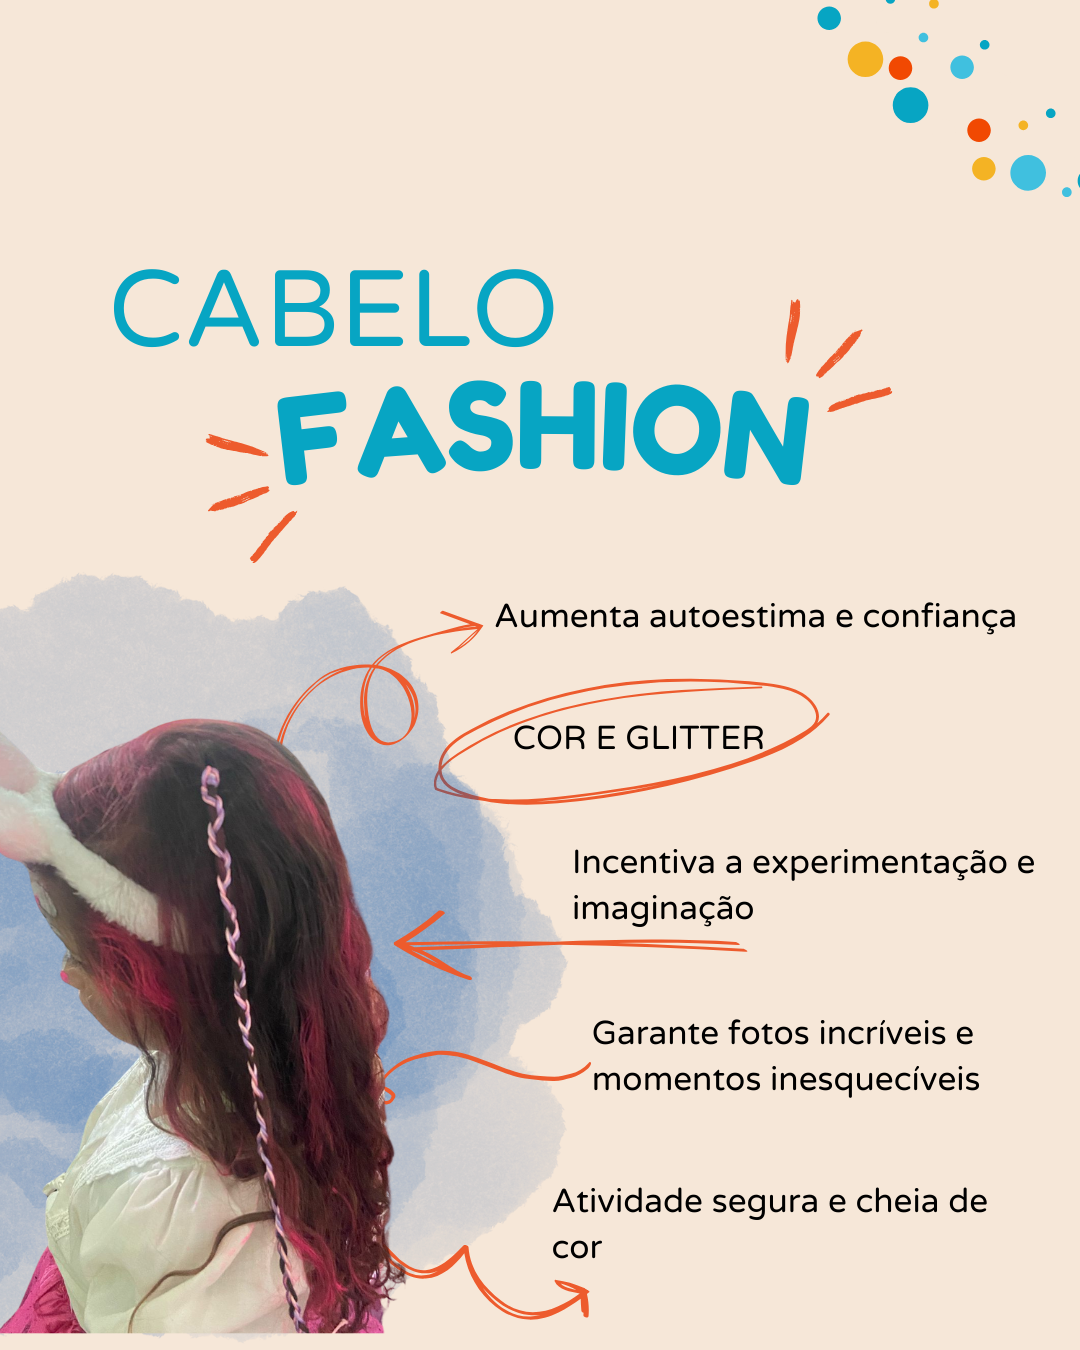 CABELO
FASHION
Aumenta autoestima e confiança
COR E GLITTER
Incentiva a experimentação e
imaginação
Garante fotos incríveis e
momentos inesquecíveis
Atividade segura e cheia de
cor